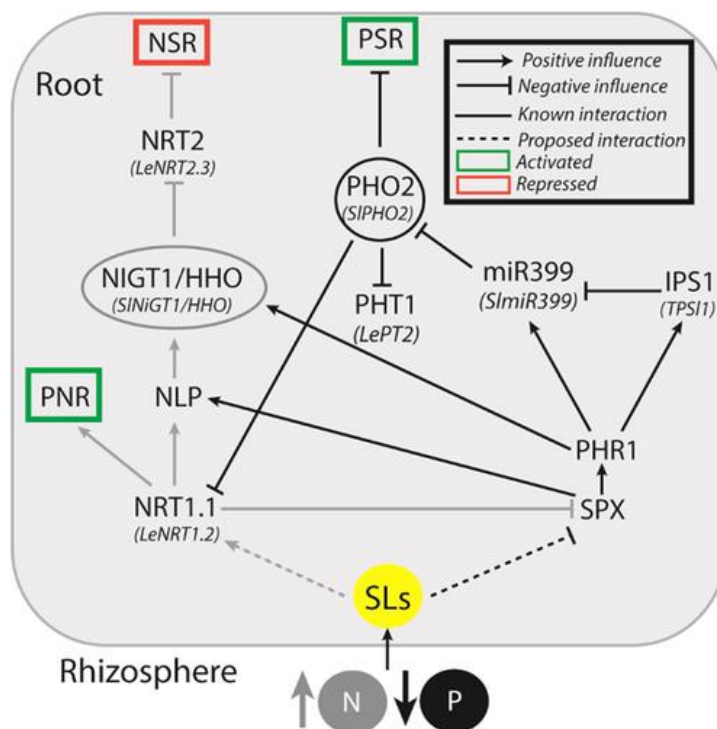 NSR
PSR
Root
Positive influence
Negative influence
Known interaction
Proposed interaction
Activated
Repressed
NRT2
(LeNRT2.3)
PHO2
(SlPHO2)
NIGT1/HHO
(SlNiGT1/HHO)
PHT1
(LePT2)
miR399
(SlmiR399)
IPS1
(TPSl1)
PNR
NLP
PHR1
NRT1.1
(LeNRT1.2)
SPX
SLs
Rhizosphere
N
P